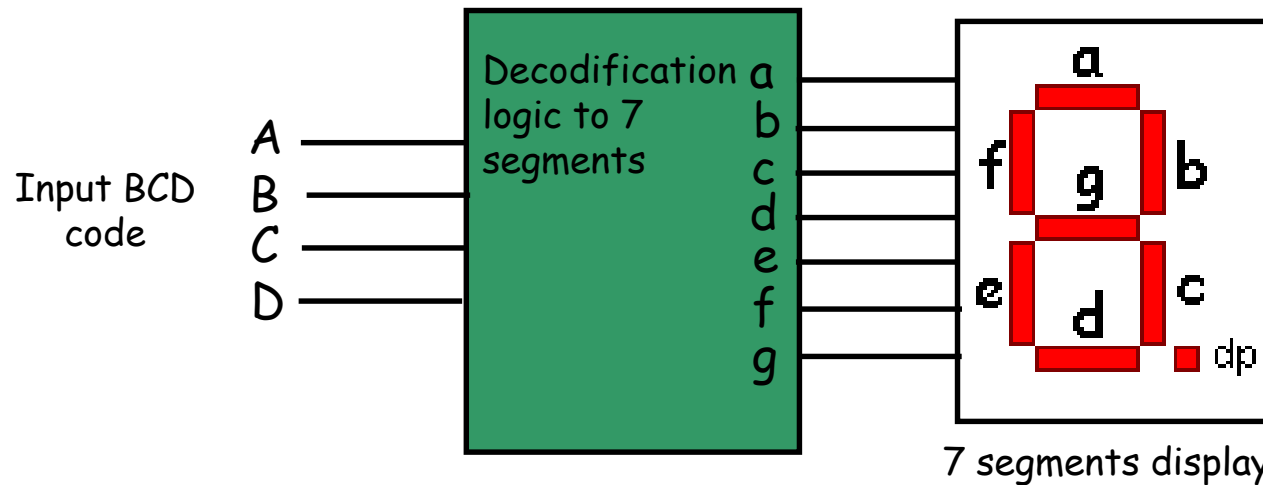 Input BCD
code
A
B
C
D
Decodification
logic to 7
segments
a
b
c
d
e
f
g
a
f
g
b
e
d
c
dp
7 segments display